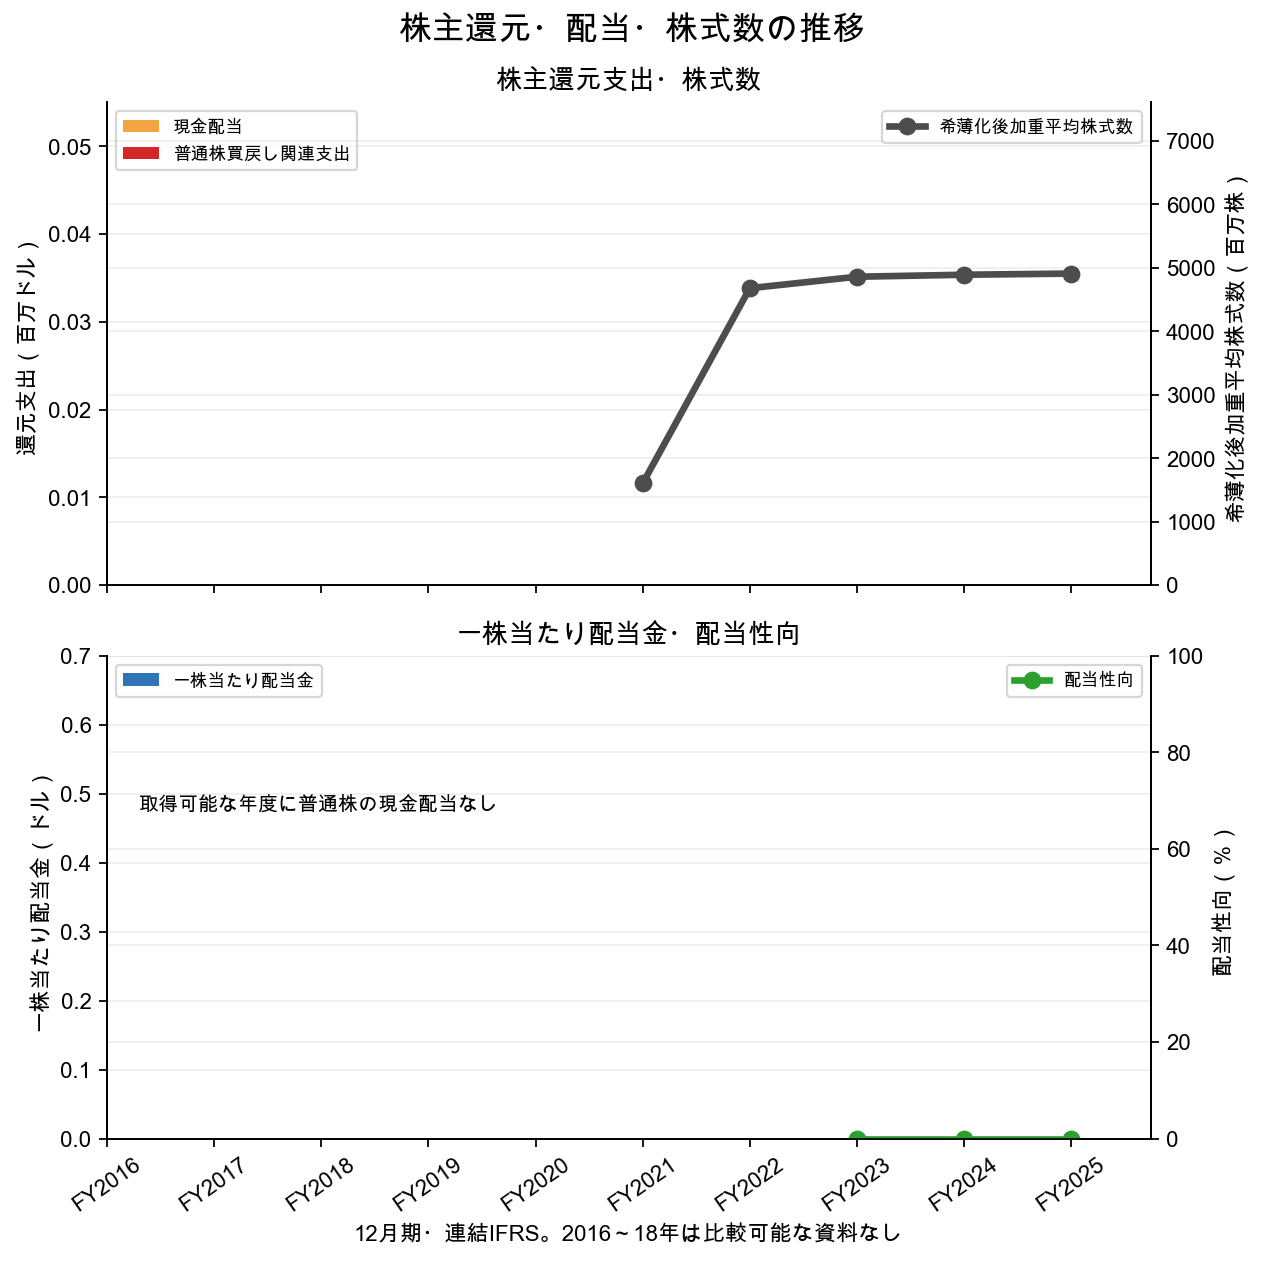 株主還元・配当・株式数の推移
株主還元支出・株式数
現金配当
普通株買戻し関連支出
希薄化後加重平均株式数
還元支出(百万ドル)
0.05
0.04
0.03
0.02
0.01
0.00
7000
6000
5000
4000
3000
2000
1000
0
希薄化後加重平均株式数(百万株)
一株当たり配当金・配当性向
一株当たり配当金
配当性向
取得可能な年度に普通株の現金配当なし
一株当たり配当金(ドル)
0.7
0.6
0.5
0.4
0.3
0.2
0.1
0.0
100
80
60
40
20
0
配当性向(%)
FY2016
FY2017
FY2018
FY2019
FY2020
FY2021
FY2022
FY2023
FY2024
FY2025
12月期・連結IFRS。2016~18年は比較可能な資料なし